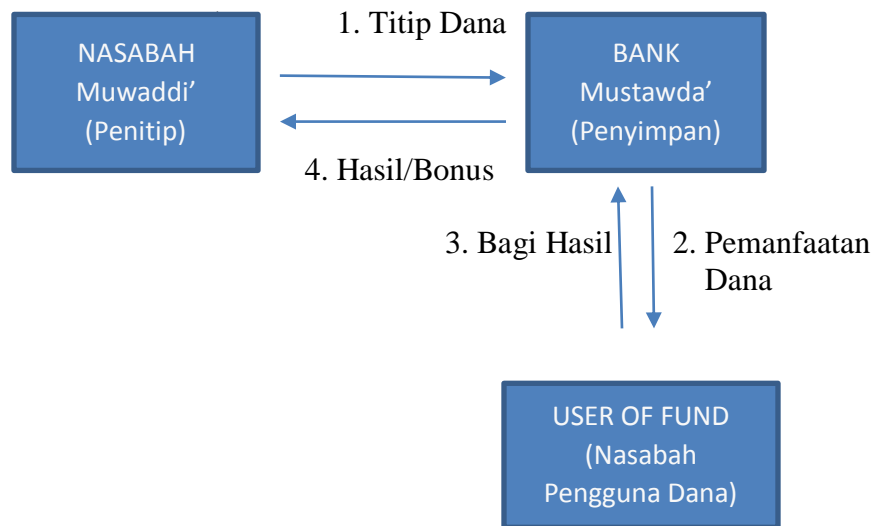 1. Titip Dana
NASABAH
Muwaddi’
(Penitip)
BANK
Mustawda’
(Penyimpan)
4. Hasil/Bonus
3. Bagi Hasil
2. Pemanfaatan
Dana
USER OF FUND
(Nasabah
Pengguna Dana)